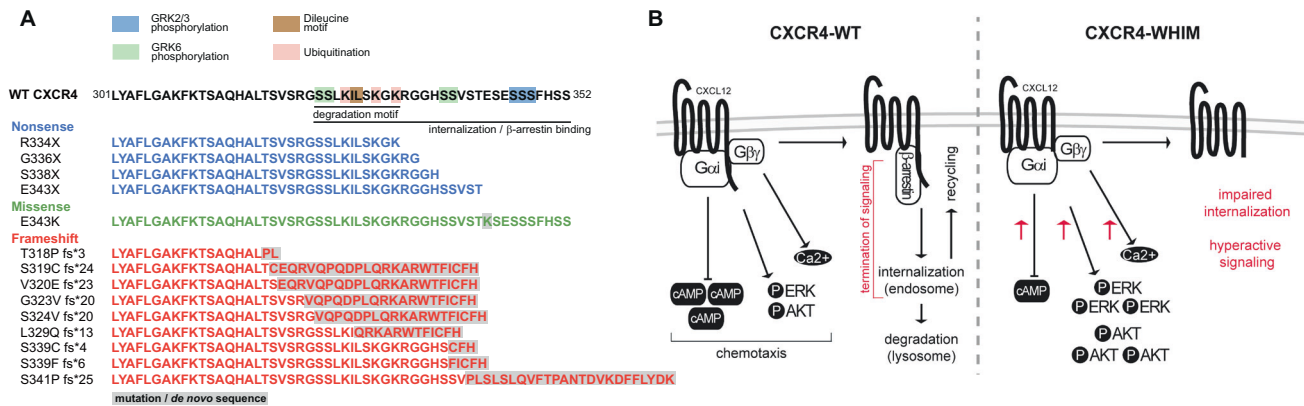 A
GRK2/3
phosphorylation
Dileucine
motif
GRK6
phosphorylation
Ubiquitination
WT CXCR4 301LYAFLGAKFKTSAQHALTSVSRGSSLKILSKGKRGGHSSVSTESESSSFHSS 352
degradation motif
internalization / β-arrestin binding
Nonsense
R334X LYAFLGAKFKTSAQHALTSVSRGSSLKILSKGK
G336X LYAFLGAKFKTSAQHALTSVSRGSSLKILSKGKRG
S338X LYAFLGAKFKTSAQHALTSVSRGSSLKILSKGKRGGH
E343X LYAFLGAKFKTSAQHALTSVSRGSSLKILSKGKRGGHSSVST
Missense
E343K LYAFLGAKFKTSAQHALTSVSRGSSLKILSKGKRGGHSSVSTKSESSSFHSS
Frameshift
T318P fs*3 LYAFLGAKFKTSAQHALPL
S319C fs*24 LYAFLGAKFKTSAQHALTCEQRVQPQDPLQRKARWTFICFH
V320E fs*23 LYAFLGAKFKTSAQHALTSEQRVQPQDPLQRKARWTFICFH
G323V fs*20 LYAFLGAKFKTSAQHALTSVSRVQPQDPLQRKARWTFICFH
S324V fs*20 LYAFLGAKFKTSAQHALTSVSRGVQPQDPLQRKARWTFICFH
L329Q fs*13 LYAFLGAKFKTSAQHALTSVSRGSSLKIQRKARWTFICFH
S339C fs*4 LYAFLGAKFKTSAQHALTSVSRGSSLKILSKGKRGGHSCFH
S339F fs*6 LYAFLGAKFKTSAQHALTSVSRGSSLKILSKGKRGGHSFICFH
S341P fs*25 LYAFLGAKFKTSAQHALTSVSRGSSLKILSKGKRGGHSSVPLSLSLQVFTPANTDVKDFFLYDK
mutation / de novo sequence
B
CXCR4-WT
CXCL12
Gαi
Gβγ
cAMP cAMP
cAMP
P ERK
P AKT
Ca2+
chemotaxis
β-arrestin
termination of signaling
recycling
internalization
(endosome)
degradation
(lysosome)
CXCR4-WHIM
CXCL12
Gαi
Gβγ
cAMP
Ca2+
P ERK
P ERK P ERK
P AKT
P AKT P AKT
impaired
internalization
hyperactive
signaling